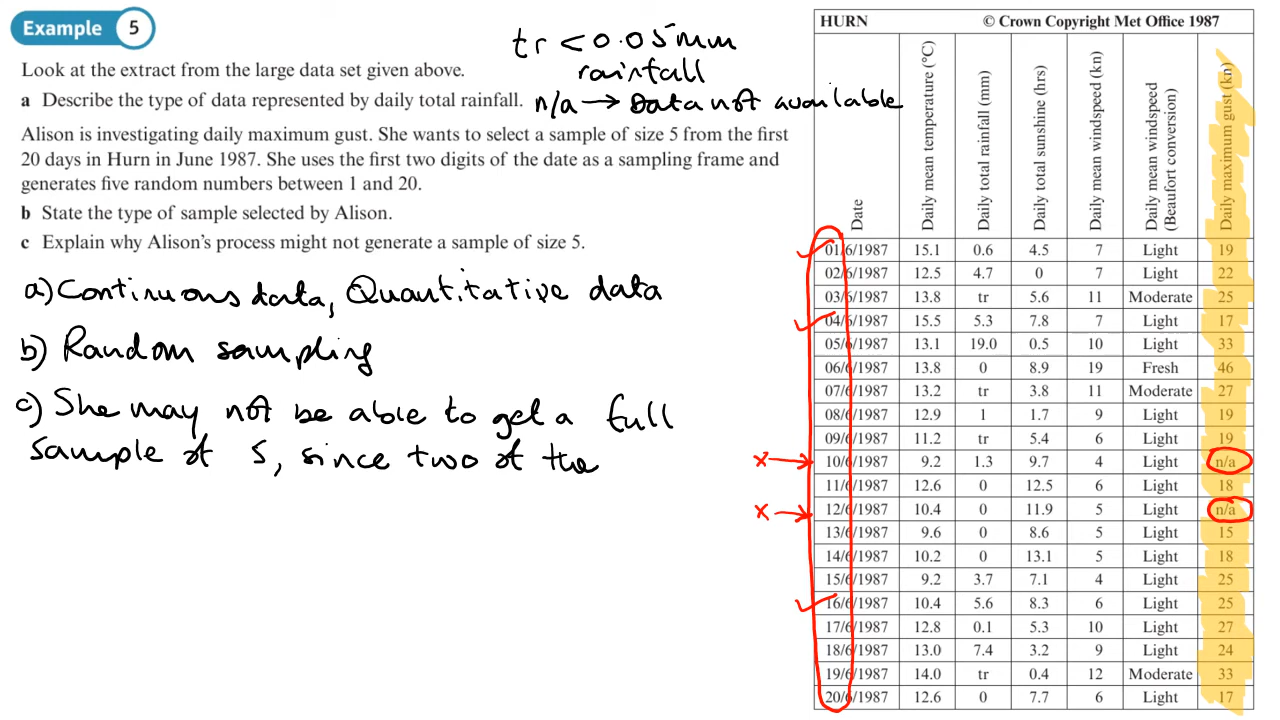 Example 5
Look at the extract from the large data set given above.
a Describe the type of data represented by daily total rainfall.
Alison is investigating daily maximum gust. She wants to select a sample of size 5 from the first
20 days in Hurn in June 1987. She uses the first two digits of the date as a sampling frame and
generates five random numbers between 1 and 20.
b State the type of sample selected by Alison.
c Explain why Alison's process might not generate a sample of size 5.
tr < 0.05mm
rainfall
n/a → Data not available
a) Continuous data, Quantitative data
b) Random sampling
c) She may not be able to get a full
sample of 5, since two of the
HURN © Crown Copyright Met Office 1987
Date
Daily mean temperature (°C)
Daily total rainfall (mm)
Daily total sunshine (hrs)
Daily mean windspeed (kn)
Daily mean windspeed
(Beaufort conversion)
Daily maximum gust (kn)
01/6/1987 15.1 0.6 4.5 7 Light 19
02/6/1987 12.5 4.7 0 7 Light 22
03/6/1987 13.8 tr 5.6 11 Moderate 25
04/6/1987 15.5 5.3 7.8 7 Light 17
05/6/1987 13.1 19.0 0.5 10 Light 33
06/6/1987 13.8 0 8.9 19 Fresh 46
07/6/1987 13.2 tr 3.8 11 Moderate 27
08/6/1987 12.9 1 1.7 9 Light 19
09/6/1987 11.2 tr 5.4 6 Light 19
x → 10/6/1987 9.2 1.3 9.7 4 Light n/a
11/6/1987 12.6 0 12.5 6 Light 18
x → 12/6/1987 10.4 0 11.9 5 Light n/a
13/6/1987 9.6 0 8.6 5 Light 15
14/6/1987 10.2 0 13.1 5 Light 18
15/6/1987 9.2 3.7 7.1 4 Light 25
16/6/1987 10.4 5.6 8.3 6 Light 25
17/6/1987 12.8 0.1 5.3 10 Light 27
18/6/1987 13.0 7.4 3.2 9 Light 24
19/6/1987 14.0 tr 0.4 12 Moderate 33
20/6/1987 12.6 0 7.7 6 Light 17